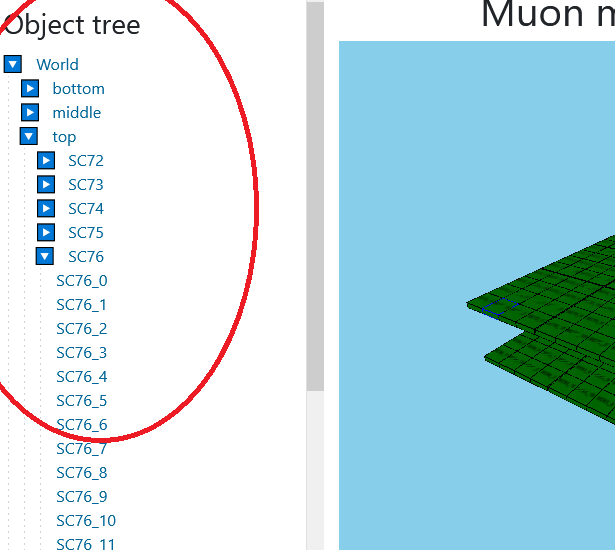 Object tree
Muon m
World
bottom
middle
top
SC72
SC73
SC74
SC75
SC76
SC76_0
SC76_1
SC76_2
SC76_3
SC76_4
SC76_5
SC76_6
SC76_7
SC76_8
SC76_9
SC76_10
SC76_11